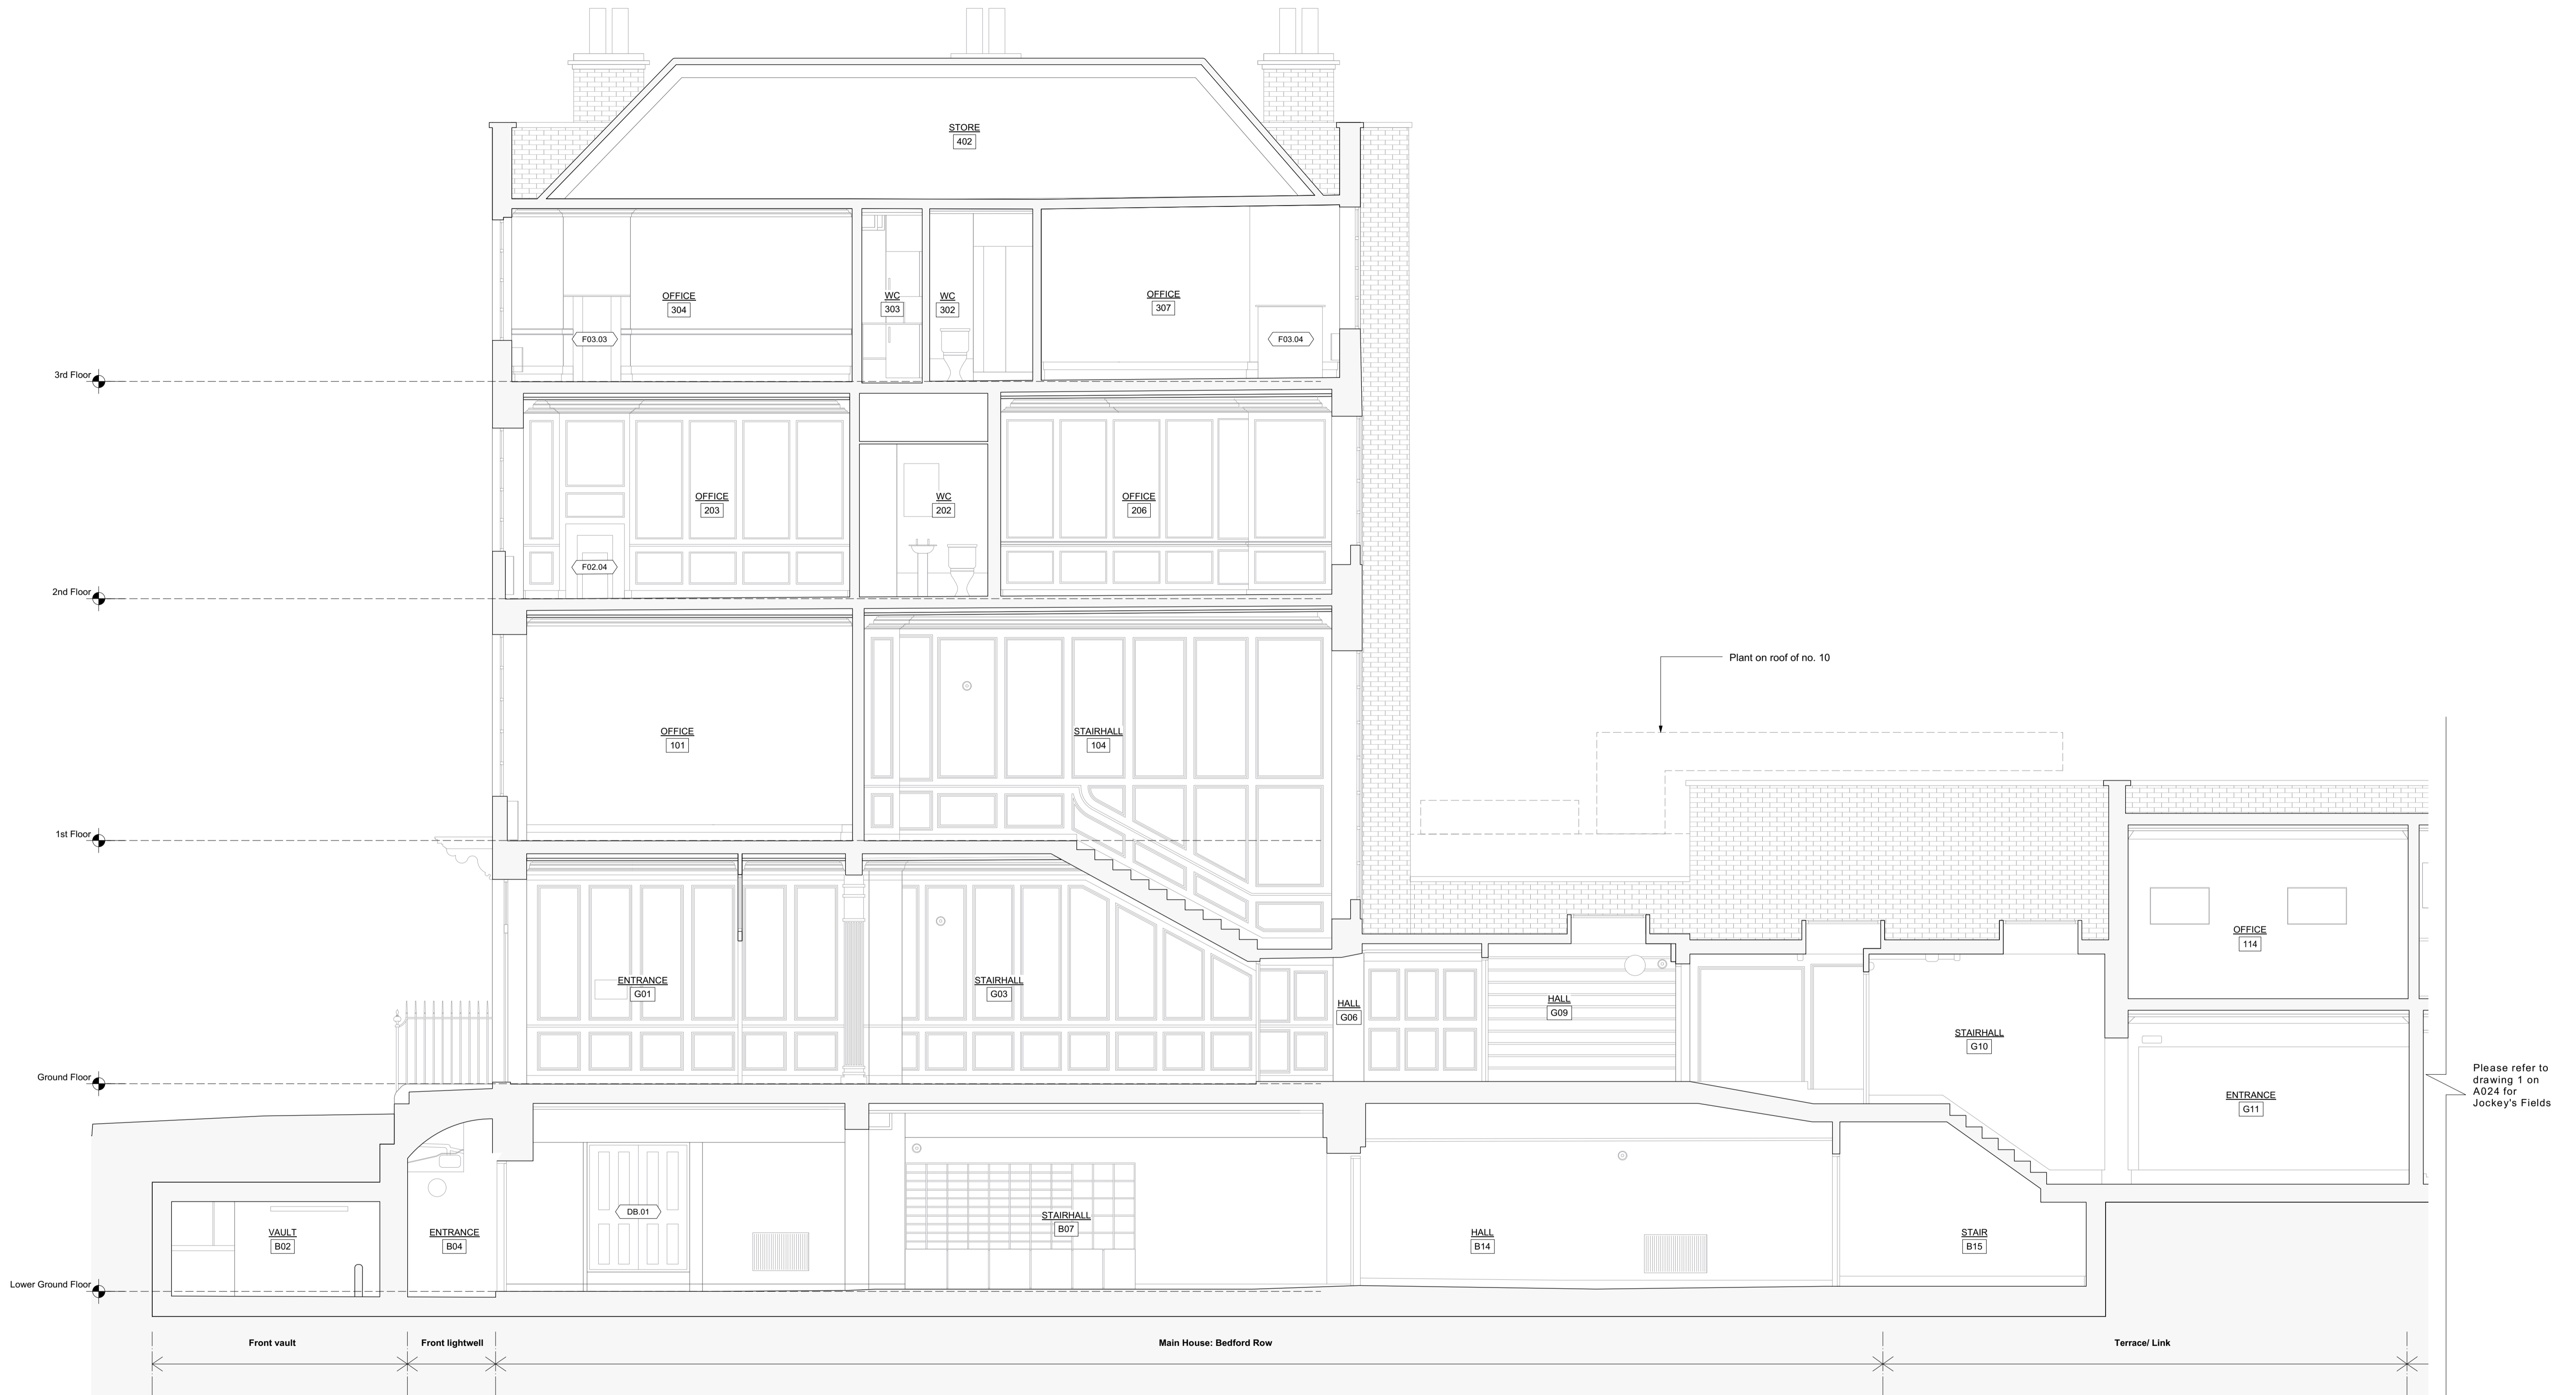 STORE
402
OFFICE
304
WC
303
WC
302
OFFICE
307
F03.03
F03.04
3rd Floor
OFFICE
203
WC
202
OFFICE
206
F02.04
2nd Floor
Plant on roof of no. 10
OFFICE
101
STAIRHALL
104
1st Floor
OFFICE
114
ENTRANCE
G01
STAIRHALL
G03
HALL
G06
HALL
G09
STAIRHALL
G10
Ground Floor
Please refer to
drawing 1 on
A024 for
Jockey's Fields
ENTRANCE
G11
DB.01
STAIRHALL
B07
VAULT
B02
ENTRANCE
B04
HALL
B14
STAIR
B15
Lower Ground Floor
Front vault
Front lightwell
Main House: Bedford Row
Terrace/ Link